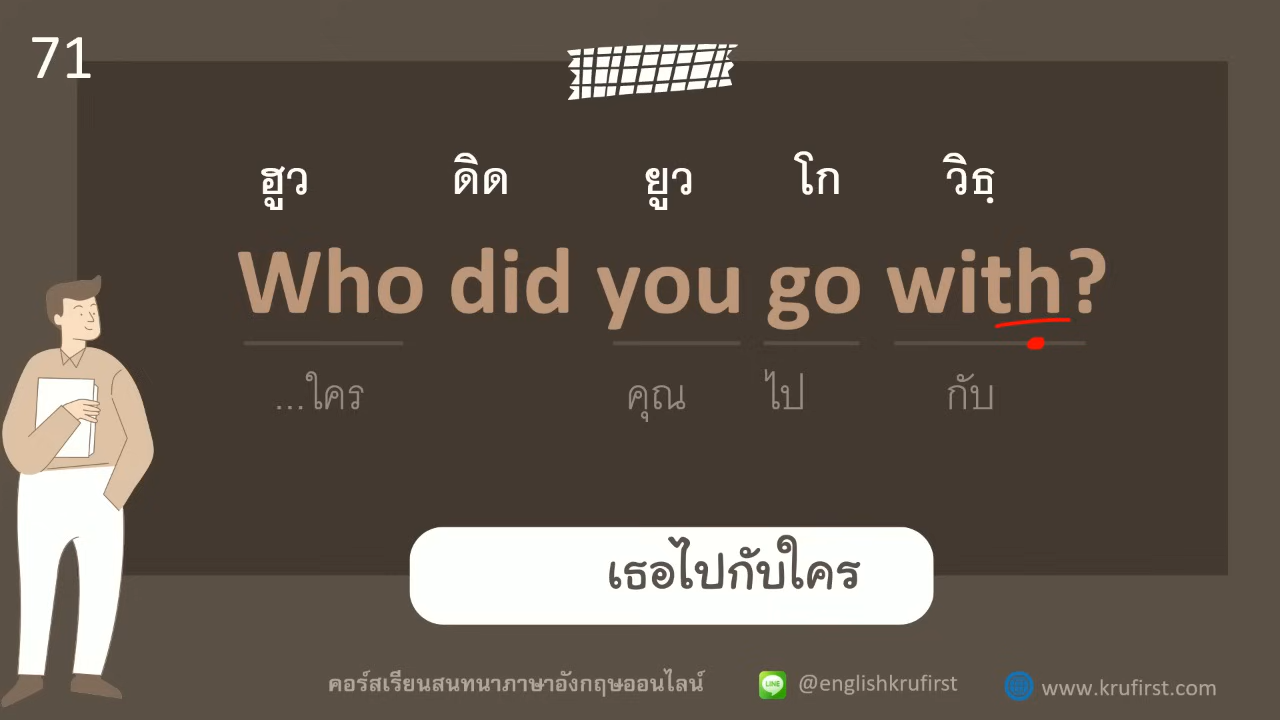 71
ฮูว ดิด ยูว โก วิธฺ
Who did you go with?
...ใคร คุณ ไป กับ
เธอไปกับใคร
คอร์สเรียนสนทนาภาษาอังกฤษออนไลน์ LINE @englishkrufirst www.krufirst.com